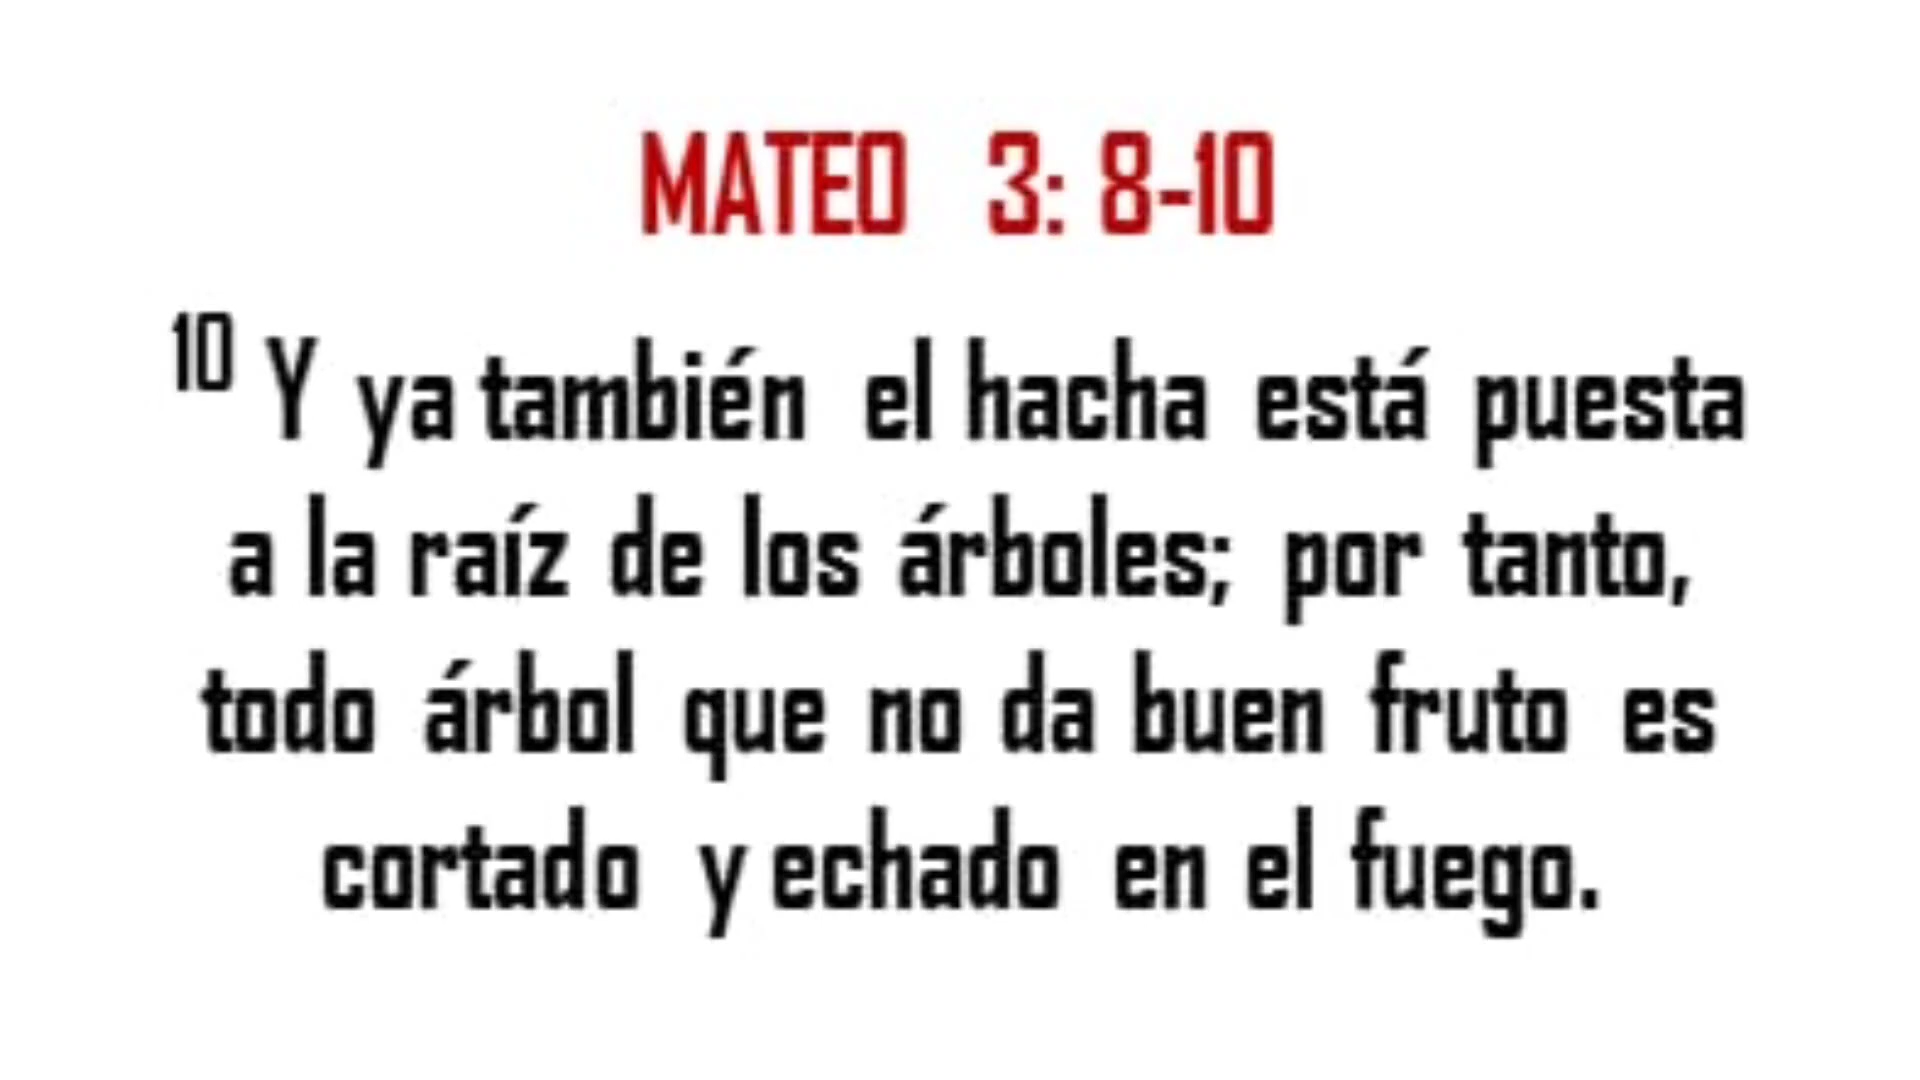 MATEO 3: 8-10
10 Y ya también el hacha está puesta
a la raíz de los árboles; por tanto,
todo árbol que no da buen fruto es
cortado y echado en el fuego.